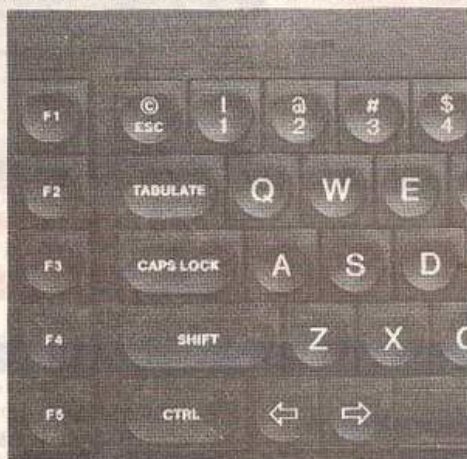 F1 © ! @ # $
ESC 1 2 3 4
F2 TABULATE Q W E
F3 CAPS LOCK A S D
F4 SHIFT Z X C
F5 CTRL ⇦ ⇨